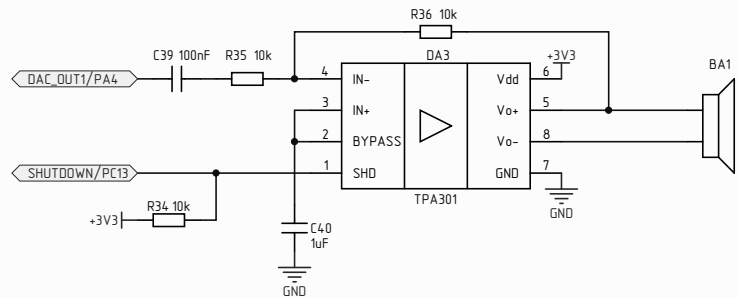 R36 10k
C39 100nF
R35 10k
DA3
+3V3
BA1
DAC_OUT1/PA4
4
IN-
Vdd
6
3
IN+
Vo+
5
2
BYPASS
Vo-
8
SHUTDOWN/PC13
1
SHD
GND
7
TPA301
GND
R34 10k
+3V3
C40
1uF
GND